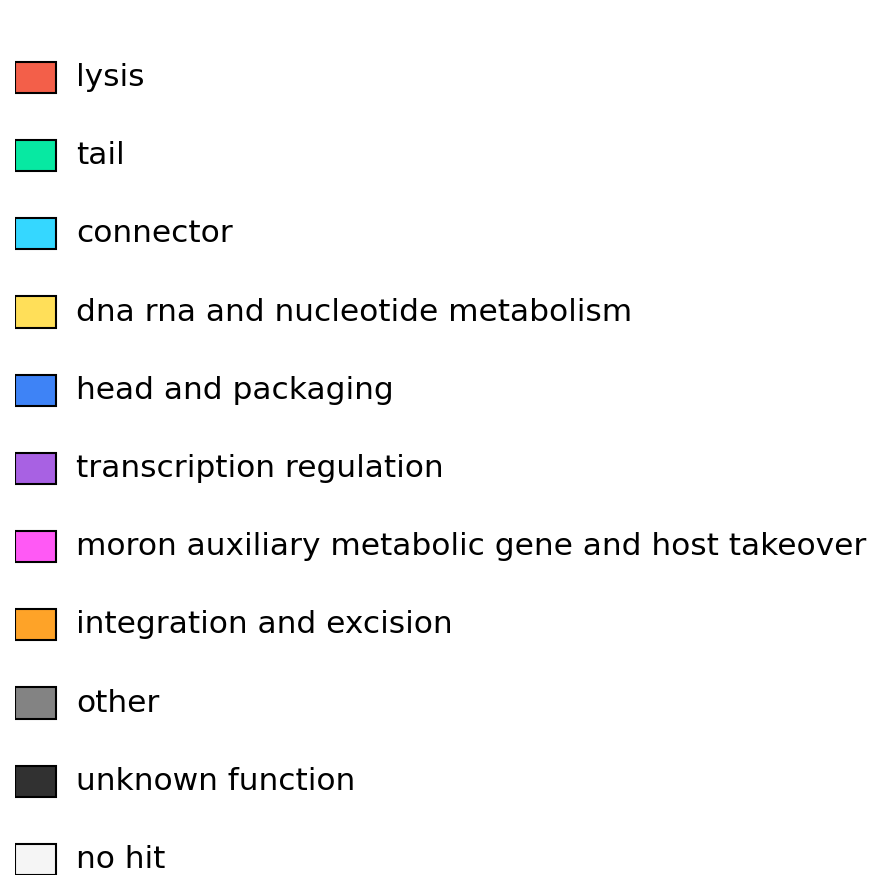 lysis
tail
connector
dna rna and nucleotide metabolism
head and packaging
transcription regulation
moron auxiliary metabolic gene and host takeover
integration and excision
other
unknown function
no hit